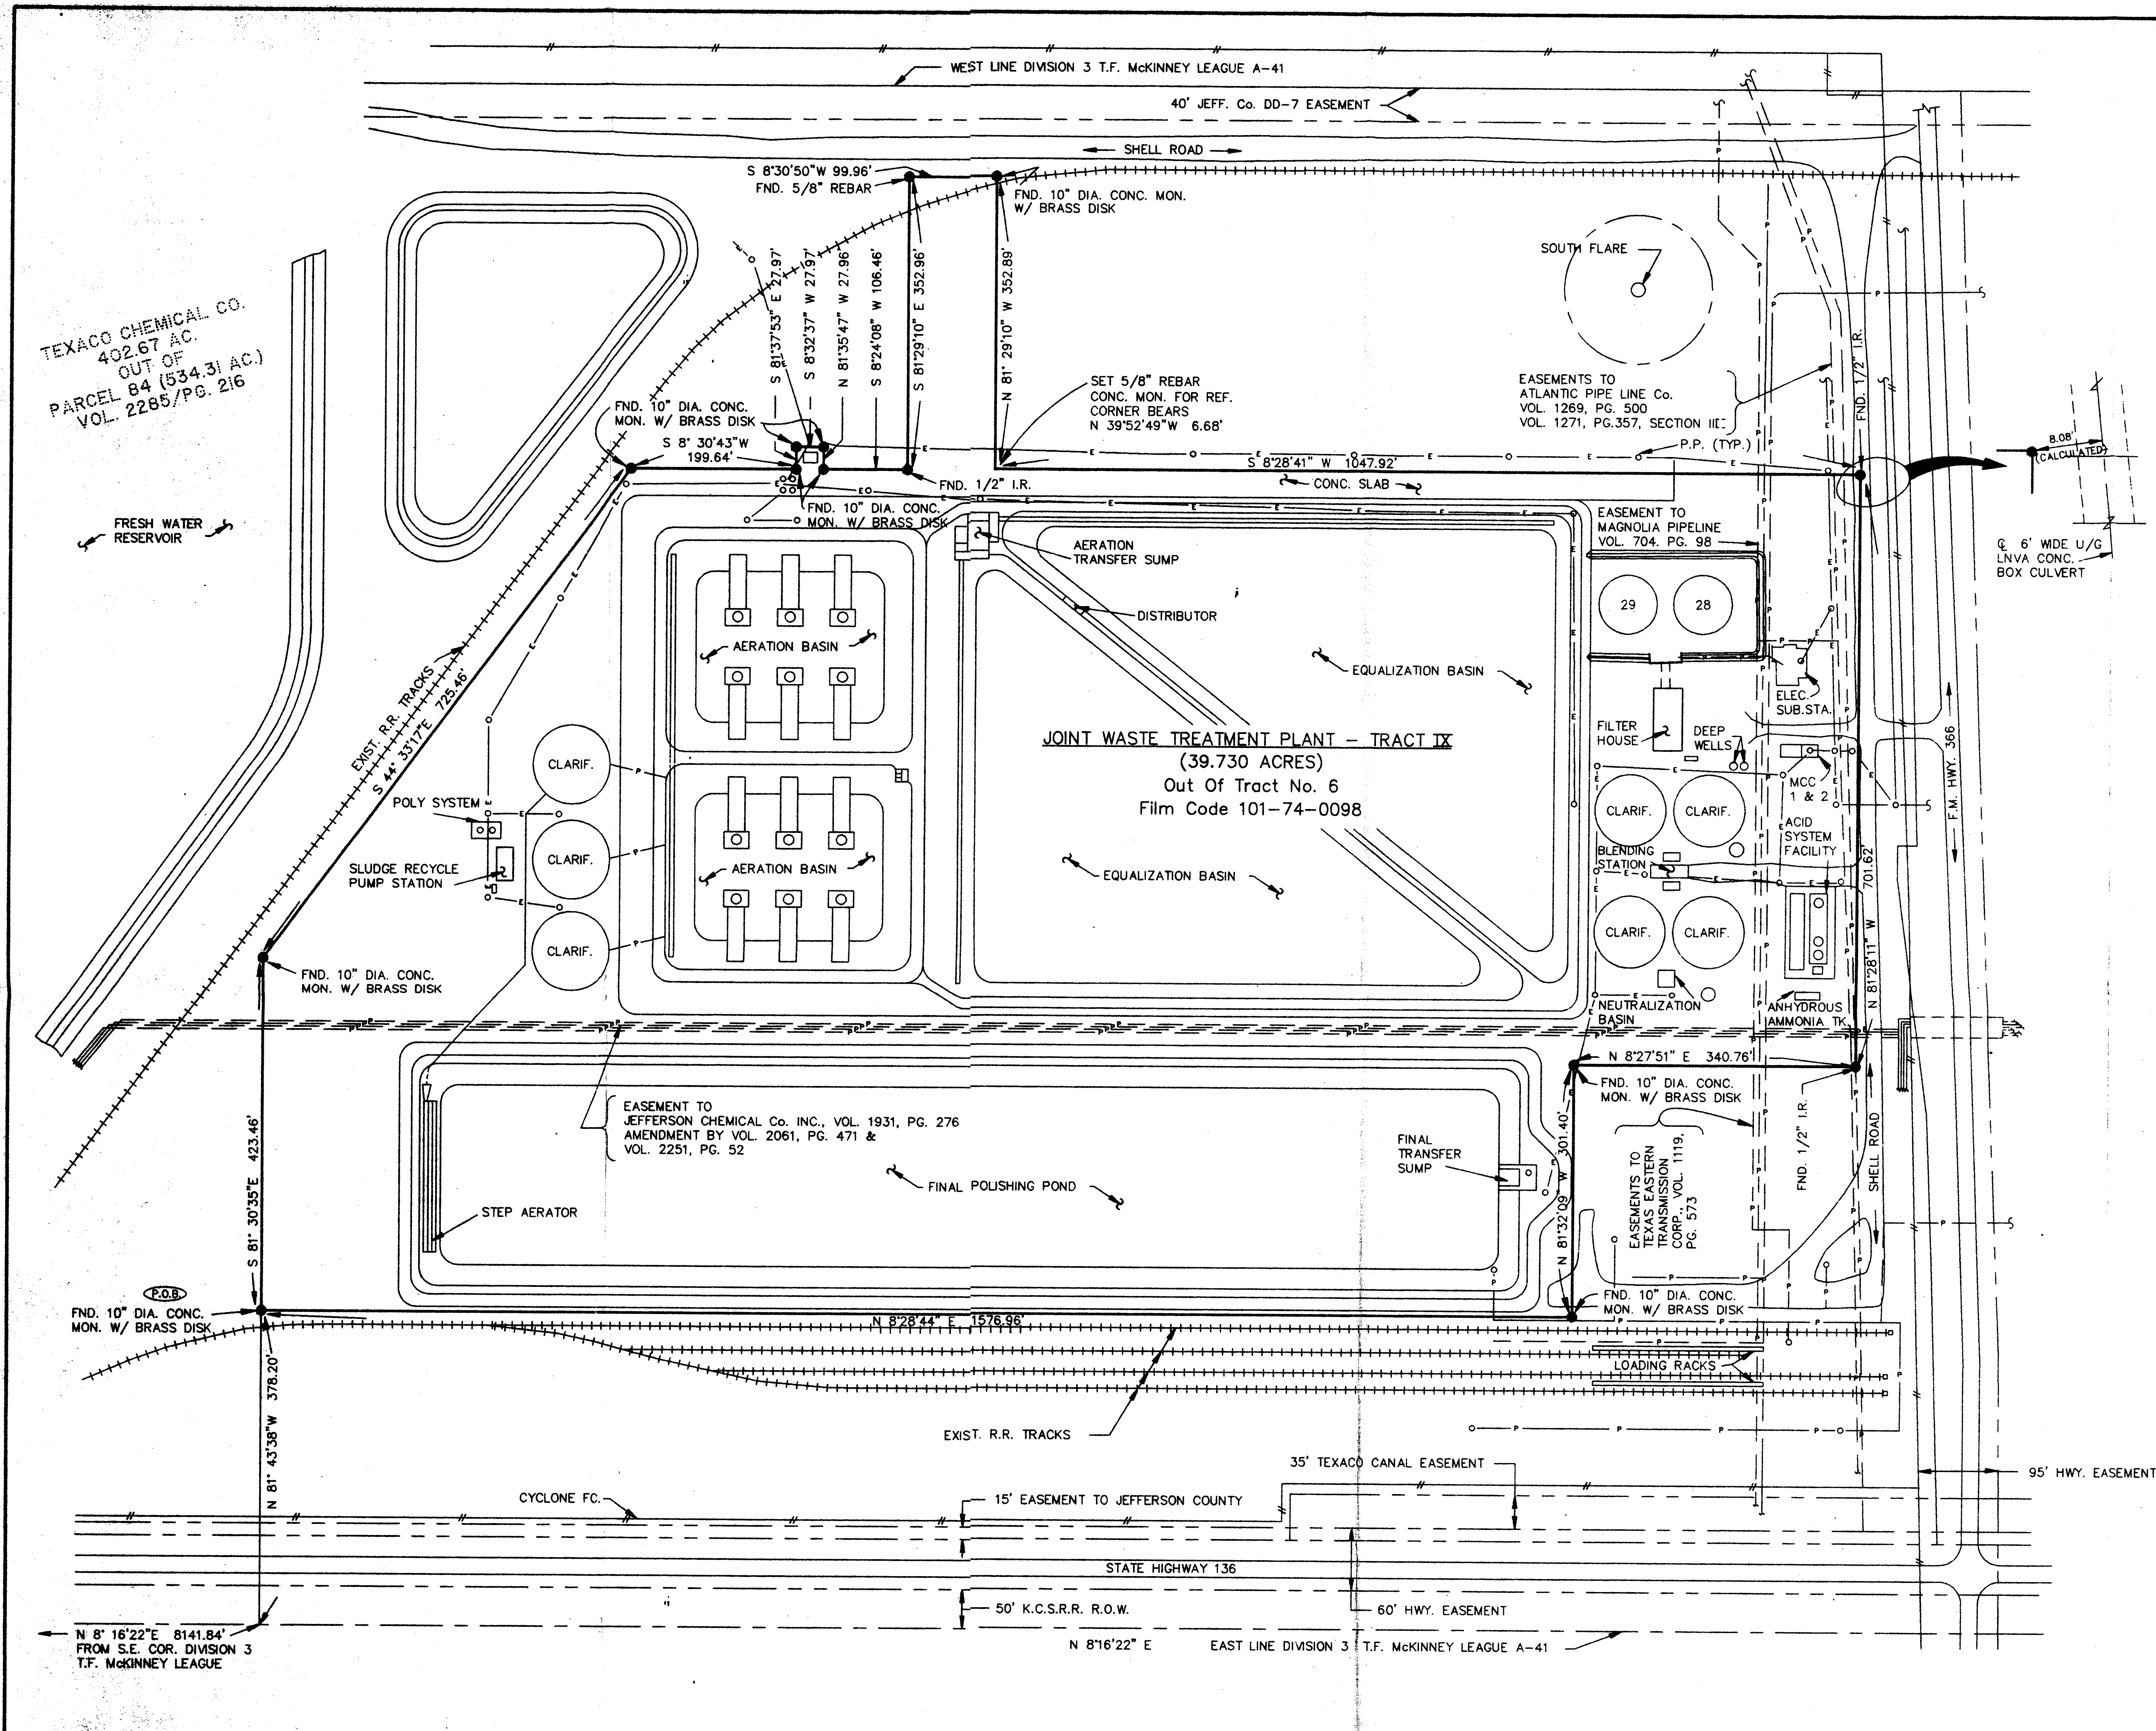 WEST LINE DIVISION 3 T.F. McKINNEY LEAGUE A-41
40' JEFF. Co. DD-7 EASEMENT
SHELL ROAD
S 8°30'50"W 99.96'
FND. 5/8" REBAR
FND. 10" DIA. CONC. MON.
W/ BRASS DISK
SOUTH FLARE
TEXACO CHEMICAL CO.
402.67 AC.
OUT OF
PARCEL 84 (534.31 AC.)
VOL. 2285/PG. 216
S 81°37'53" E 27.97'
S 8°32'37" W 27.97'
N 81°35'47" W 27.96'
S 8°24'08" W 106.46'
S 81°29'10" E 352.96'
N 81° 29'10" W 352.89'
SET 5/8" REBAR
CONC. MON. FOR REF.
CORNER BEARS
N 39°52'49"W 6.68'
EASEMENTS TO
ATLANTIC PIPE LINE Co.
VOL. 1269, PG. 500
VOL. 1271, PG.357, SECTION III
FND. 1/2" I.R.
FND. 10" DIA. CONC.
MON. W/ BRASS DISK
S 8° 30'43"W
199.64'
P.P. (TYP.)
8.08'
(CALCULATED)
S 8°28'41" W 1047.92'
FND. 1/2" I.R.
CONC. SLAB
FND. 10" DIA. CONC.
MON. W/ BRASS DISK
FRESH WATER
RESERVOIR
EASEMENT TO
MAGNOLIA PIPELINE
VOL. 704. PG. 98
℄ 6' WIDE U/G
LNVA CONC.
BOX CULVERT
AERATION
TRANSFER SUMP
29
28
DISTRIBUTOR
AERATION BASIN
EQUALIZATION BASIN
EXIST. R.R. TRACKS
S 44° 33'17"E 725.46'
ELEC.
SUB.STA.
FILTER
HOUSE
DEEP
WELLS
JOINT WASTE TREATMENT PLANT - TRACT IX
(39.730 ACRES)
Out Of Tract No. 6
Film Code 101-74-0098
F.M. HWY. 366
CLARIF.
MCC
1 & 2
POLY SYSTEM
CLARIF.
CLARIF.
ACID
SYSTEM
FACILITY
BLENDING
STATION
CLARIF.
SLUDGE RECYCLE
PUMP STATION
AERATION BASIN
EQUALIZATION BASIN
701.62'
N 81°28'11" W
CLARIF.
CLARIF.
CLARIF.
FND. 10" DIA. CONC.
MON. W/ BRASS DISK
NEUTRALIZATION
BASIN
ANHYDROUS
AMMONIA TK.
N 8°27'51" E 340.76'
FND. 10" DIA. CONC.
MON. W/ BRASS DISK
EASEMENT TO
JEFFERSON CHEMICAL Co. INC., VOL. 1931, PG. 276
AMENDMENT BY VOL. 2061, PG. 471 &
VOL. 2251, PG. 52
FINAL
TRANSFER
SUMP
N 81°32'09 W 301.40'
EASEMENTS TO
TEXAS EASTERN
TRANSMISSION
CORP., VOL. 1119,
PG. 573
FND. 1/2" I.R.
SHELL ROAD
S 81° 30'35"E 423.46'
FINAL POLISHING POND
STEP AERATOR
P.O.B.
FND. 10" DIA. CONC.
MON. W/ BRASS DISK
FND. 10" DIA. CONC.
MON. W/ BRASS DISK
N 8°28'44" E 1576.96'
LOADING RACKS
N 81° 43'38"W 378.20'
EXIST. R.R. TRACKS
35' TEXACO CANAL EASEMENT
95' HWY. EASEMENT
CYCLONE FC.
15' EASEMENT TO JEFFERSON COUNTY
STATE HIGHWAY 136
50' K.C.S.R.R. R.O.W.
60' HWY. EASEMENT
N 8° 16'22"E 8141.84'
FROM S.E. COR. DIVISION 3
T.F. McKINNEY LEAGUE
N 8°16'22" E EAST LINE DIVISION 3 T.F. McKINNEY LEAGUE A-41